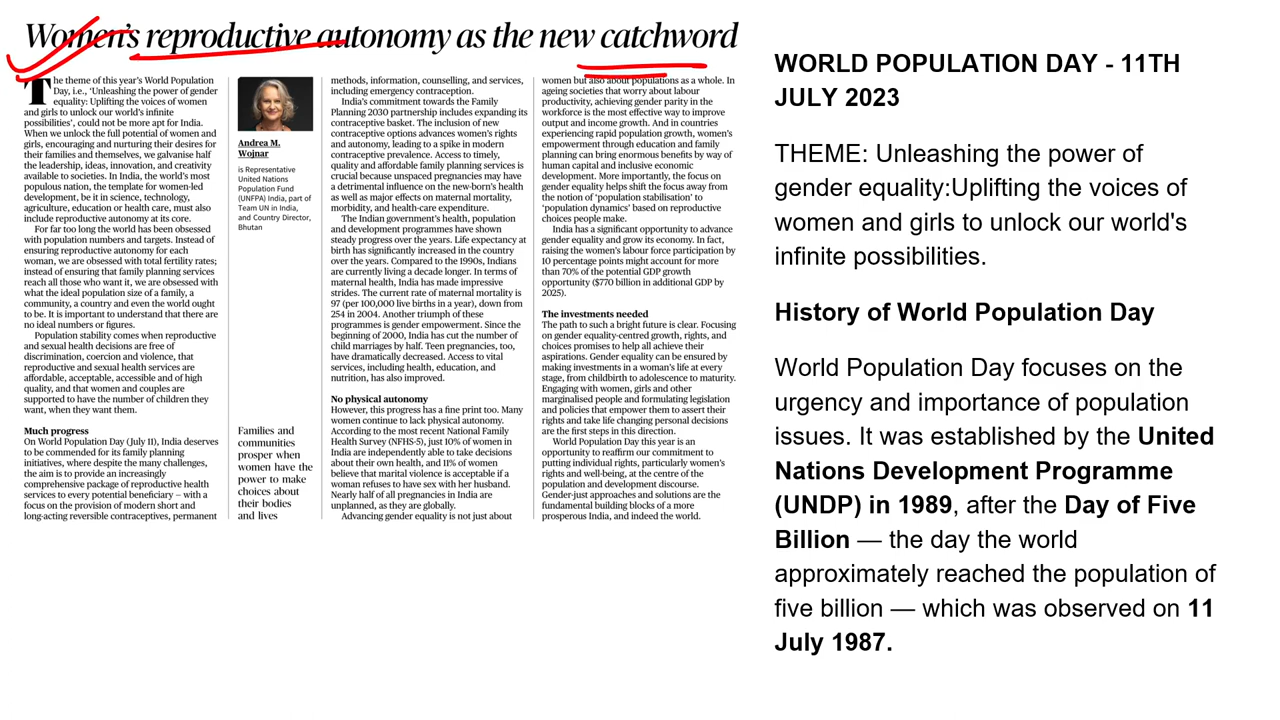 Women's reproductive autonomy as the new catchword
The theme of this year's World Population
Day, i.e., 'Unleashing the power of gender
equality: Uplifting the voices of women
and girls to unlock our world's infinite
possibilities', could not be more apt for India.
When we unlock the full potential of women and
girls, encouraging and nurturing their desires for
their families and themselves, we galvanise half
the leadership, ideas, innovation, and creativity
available to societies. In India, the world's most
populous nation, the template for women-led
development, be it in science, technology,
agriculture, education or health care, must also
include reproductive autonomy at its core.
For far too long the world has been obsessed
with population numbers and targets. Instead of
ensuring reproductive autonomy for each
woman, we are obsessed with total fertility rates;
instead of ensuring that family planning services
reach all those who want it, we are obsessed with
what the ideal population size of a family, a
community, a country and even the world ought
to be. It is important to understand that there are
no ideal numbers or figures.
Population stability comes when reproductive
and sexual health decisions are free of
discrimination, coercion and violence, that
reproductive and sexual health services are
affordable, acceptable, accessible and of high
quality, and that women and couples are
supported to have the number of children they
want, when they want them.
Much progress
On World Population Day (July 11), India deserves
to be commended for its family planning
initiatives, where despite the many challenges,
the aim is to provide an increasingly
comprehensive package of reproductive health
services to every potential beneficiary — with a
focus on the provision of modern short and
long-acting reversible contraceptives, permanent
Andrea M.
Wojnar
is Representative
United Nations
Population Fund
(UNFPA) India, part of
Team UN in India,
and Country Director,
Bhutan
Families and
communities
prosper when
women have the
power to make
choices about
their bodies
and lives
methods, information, counselling, and services,
including emergency contraception.
India's commitment towards the Family
Planning 2030 partnership includes expanding its
contraceptive basket. The inclusion of new
contraceptive options advances women's rights
and autonomy, leading to a spike in modern
contraceptive prevalence. Access to timely,
quality and affordable family planning services is
crucial because unspaced pregnancies may have
a detrimental influence on the new-born's health
as well as major effects on maternal mortality,
morbidity, and health-care expenditure.
The Indian government's health, population
and development programmes have shown
steady progress over the years. Life expectancy at
birth has significantly increased in the country
over the years. Compared to the 1990s, Indians
are currently living a decade longer. In terms of
maternal health, India has made impressive
strides. The current rate of maternal mortality is
97 (per 100,000 live births in a year), down from
254 in 2004. Another triumph of these
programmes is gender empowerment. Since the
beginning of 2000, India has cut the number of
child marriages by half. Teen pregnancies, too,
have dramatically decreased. Access to vital
services, including health, education, and
nutrition, has also improved.
No physical autonomy
However, this progress has a fine print too. Many
women continue to lack physical autonomy.
According to the most recent National Family
Health Survey (NFHS-5), just 10% of women in
India are independently able to take decisions
about their own health, and 11% of women
believe that marital violence is acceptable if a
woman refuses to have sex with her husband.
Nearly half of all pregnancies in India are
unplanned, as they are globally.
Advancing gender equality is not just about
women but also about populations as a whole. In
ageing societies that worry about labour
productivity, achieving gender parity in the
workforce is the most effective way to improve
output and income growth. And in countries
experiencing rapid population growth, women's
empowerment through education and family
planning can bring enormous benefits by way of
human capital and inclusive economic
development. More importantly, the focus on
gender equality helps shift the focus away from
the notion of 'population stabilisation' to
'population dynamics' based on reproductive
choices people make.
India has a significant opportunity to advance
gender equality and grow its economy. In fact,
raising the women's labour force participation by
10 percentage points might account for more
than 70% of the potential GDP growth
opportunity ($770 billion in additional GDP by
2025).
The investments needed
The path to such a bright future is clear. Focusing
on gender equality-centred growth, rights, and
choices promises to help all achieve their
aspirations. Gender equality can be ensured by
making investments in a woman's life at every
stage, from childbirth to adolescence to maturity.
Engaging with women, girls and other
marginalised people and formulating legislation
and policies that empower them to assert their
rights and take life changing personal decisions
are the first steps in this direction.
World Population Day this year is an
opportunity to reaffirm our commitment to
putting individual rights, particularly women's
rights and well-being, at the centre of the
population and development discourse.
Gender-just approaches and solutions are the
fundamental building blocks of a more
prosperous India, and indeed the world.
WORLD POPULATION DAY - 11TH
JULY 2023
THEME: Unleashing the power of
gender equality:Uplifting the voices of
women and girls to unlock our world's
infinite possibilities.
History of World Population Day
World Population Day focuses on the
urgency and importance of population
issues. It was established by the United
Nations Development Programme
(UNDP) in 1989, after the Day of Five
Billion — the day the world
approximately reached the population of
five billion — which was observed on 11
July 1987.